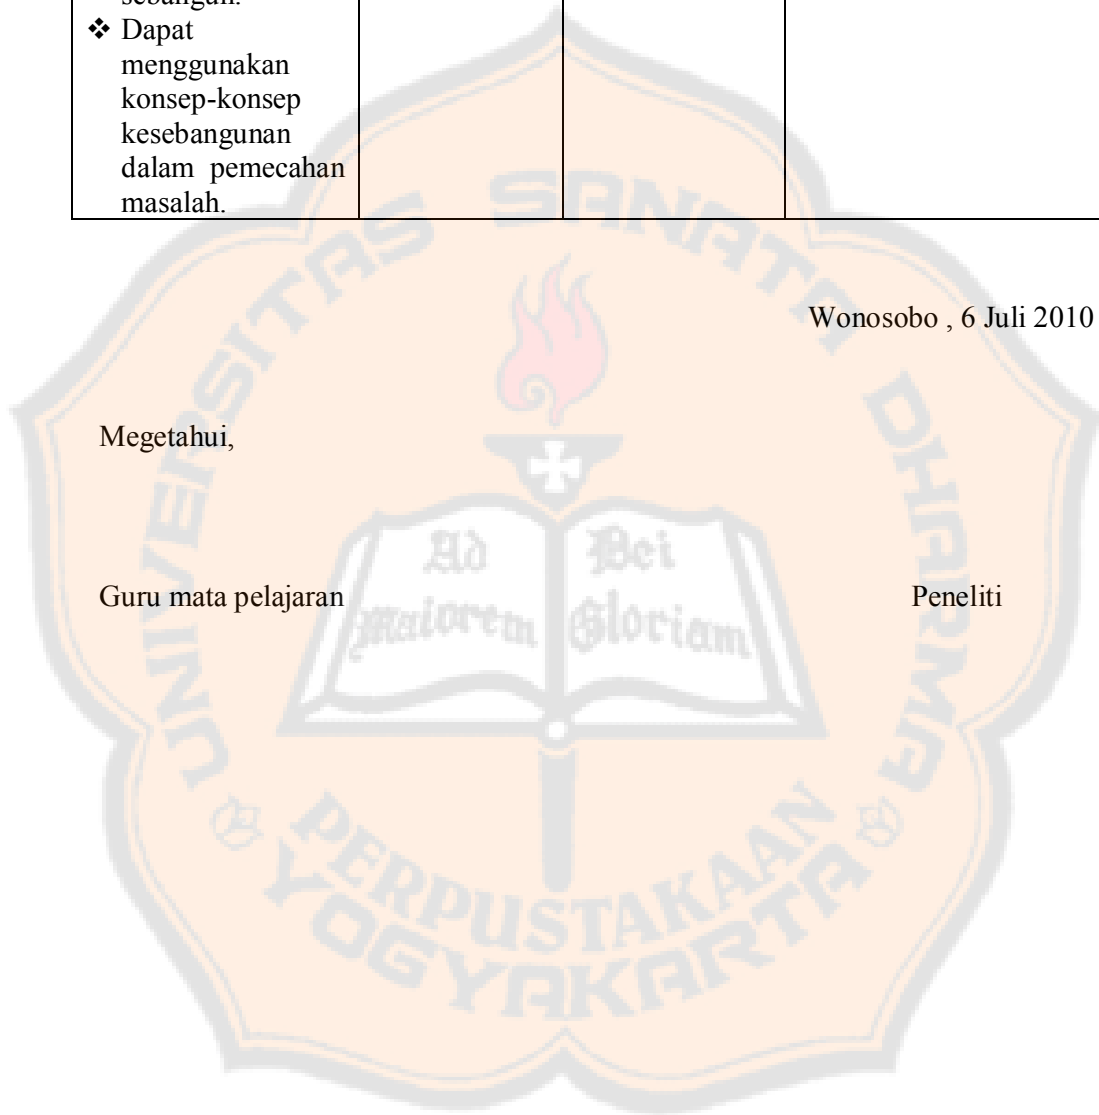 sebangun.
❖ Dapat
menggunakan
konsep-konsep
kesebangunan
dalam pemecahan
masalah.
Wonosobo , 6 Juli 2010
Megetahui,
Guru mata pelajaran
Peneliti
UNIVERSITAS SANATA DHARMA
Ad
Maiorem
Dei
Gloriam
PERPUSTAKAAN
YOGYAKARTA